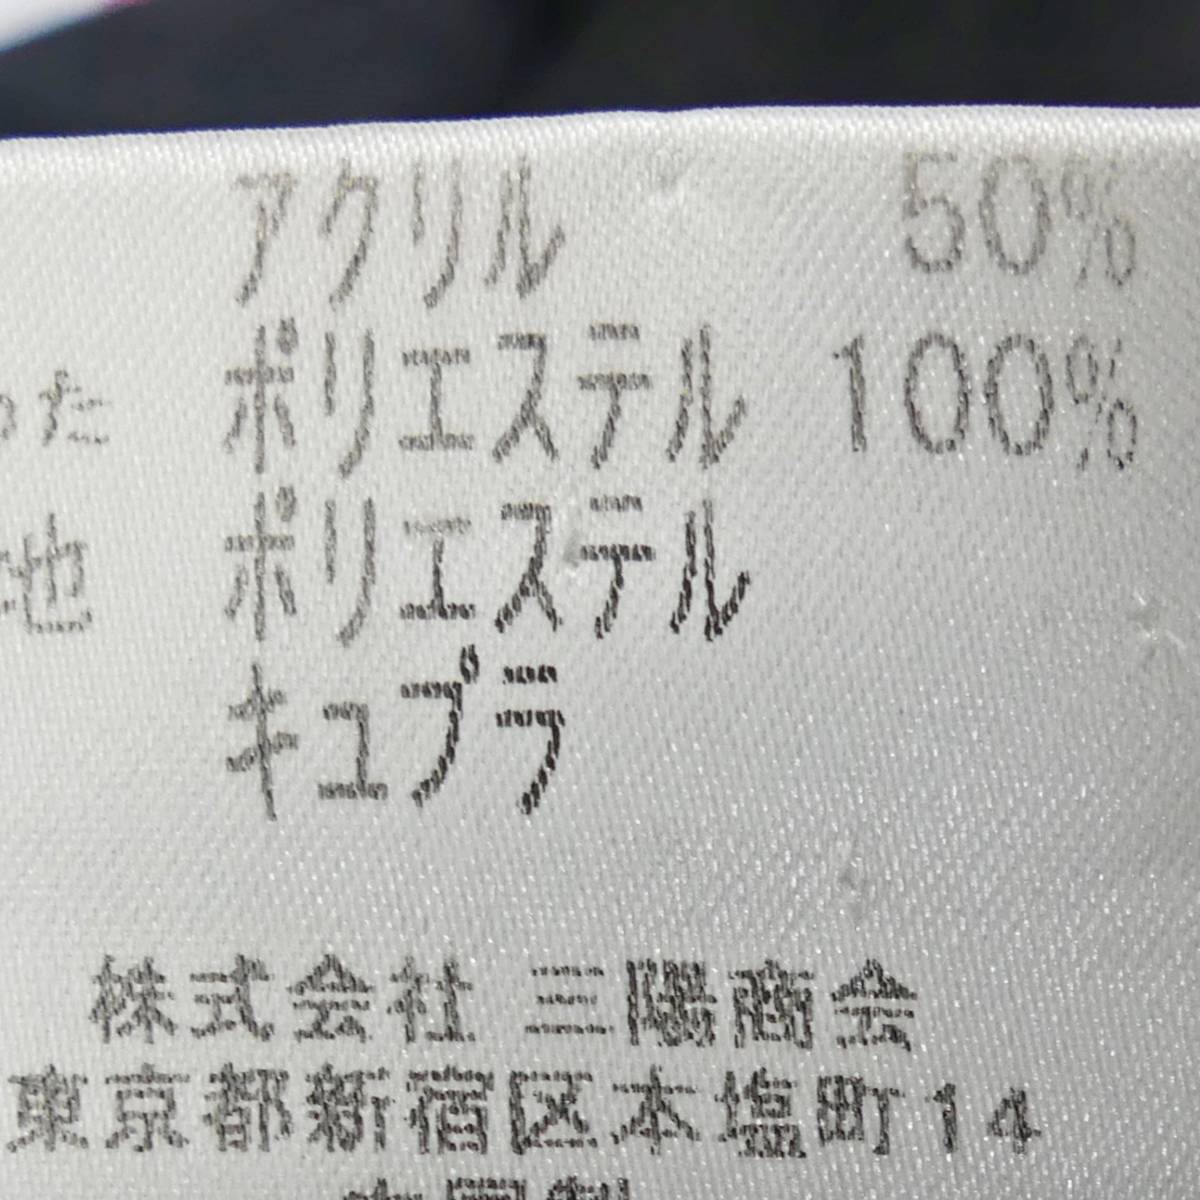 アクリル 50%
た ポリエステル 100%
地 ポリエステル
キュプラ
株式会社 三陽商会
東京都新宿区本塩町14